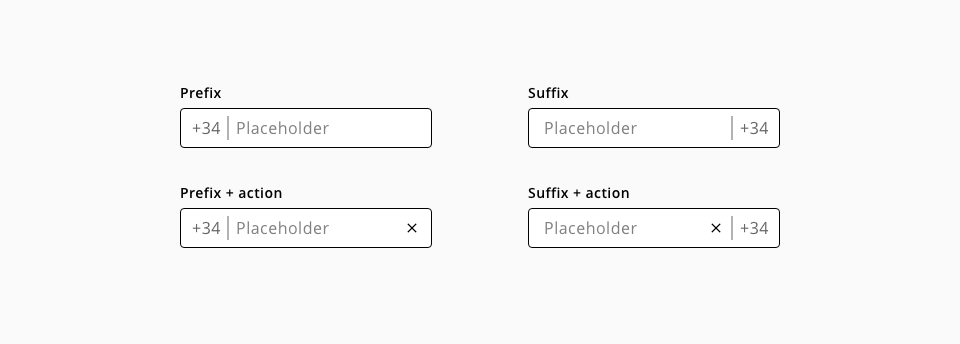 Prefix
+34 Placeholder
Suffix
Placeholder +34
Prefix + action
+34 Placeholder ×
Suffix + action
Placeholder × +34